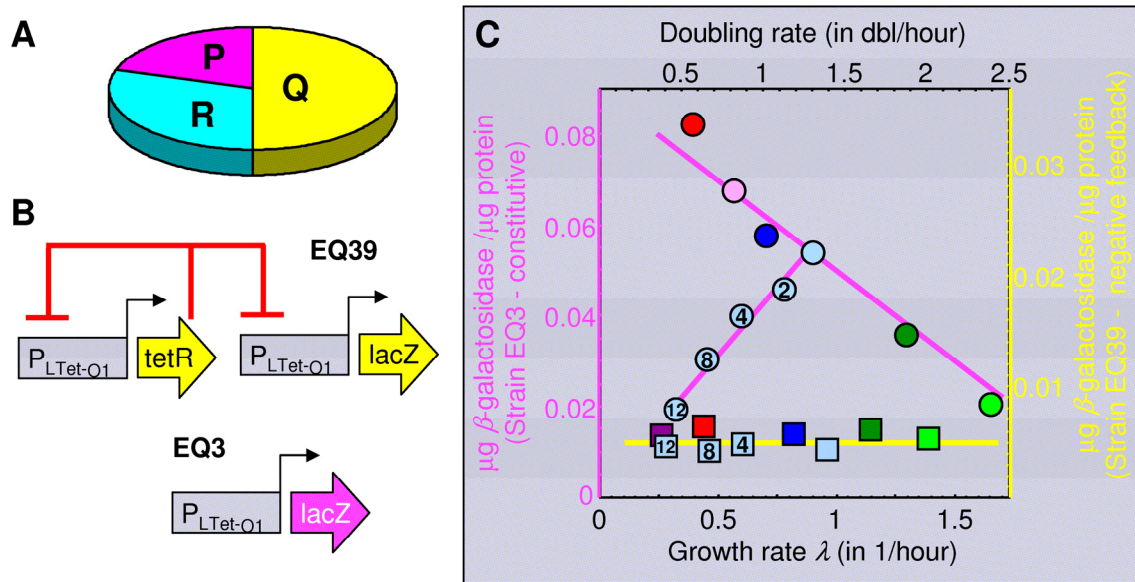 A
P
R
Q
B
EQ39
P_LTet-O1
tetR
P_LTet-O1
lacZ
EQ3
P_LTet-O1
lacZ
C
Doubling rate (in dbl/hour)
0.5 1 1.5 2 2.5
μg β-galactosidase /μg protein
(Strain EQ3 – constitutive)
0.08
0.06
0.04
0.02
0
2
4
8
12
12
8
4
0.03
0.02
0.01
μg β-galactosidase /μg protein
(Strain EQ39 - negative feedback)
0 0.5 1 1.5
Growth rate λ (in 1/hour)